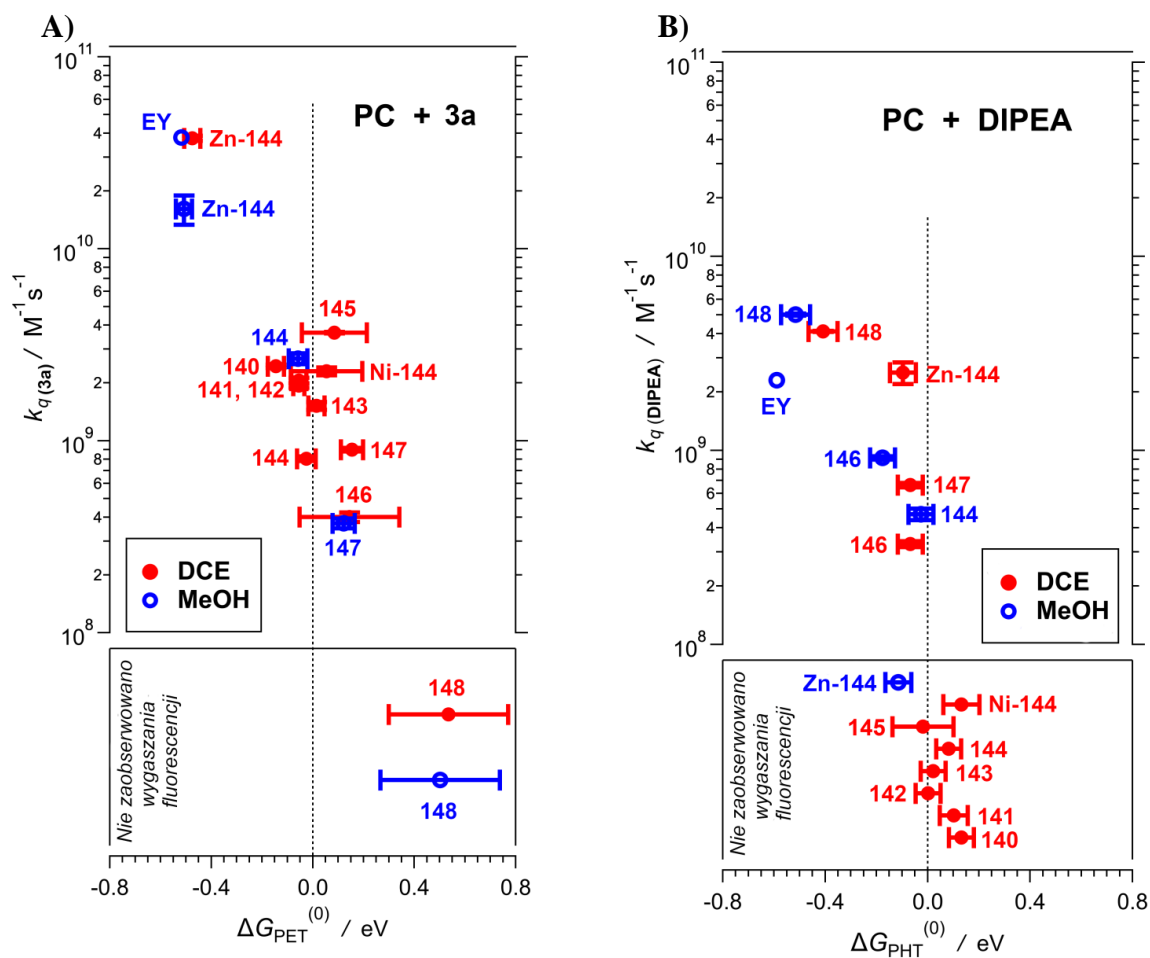 A)
10^11
8
6
4
2
10^10
8
6
4
2
10^9
8
6
4
2
10^8
k_q (3a) / M^−1 s^−1
PC + 3a
EY
Zn-144
Zn-144
145
144
140
Ni-144
141, 142
143
144
147
146
147
DCE
MeOH
Nie zaobserwowano
wygaszania
fluorescencji
148
148
-0.8
-0.4
0.0
0.4
0.8
ΔG_PET^(0) / eV
B)
10^11
8
6
4
2
10^10
8
6
4
2
10^9
8
6
4
2
10^8
k_q (DIPEA) / M^−1 s^−1
PC + DIPEA
148
148
Zn-144
EY
146
147
144
146
DCE
MeOH
Nie zaobserwowano
wygaszania
fluorescencji
Zn-144
Ni-144
145
144
143
142
141
140
-0.8
-0.4
0.0
0.4
0.8
ΔG_PHT^(0) / eV